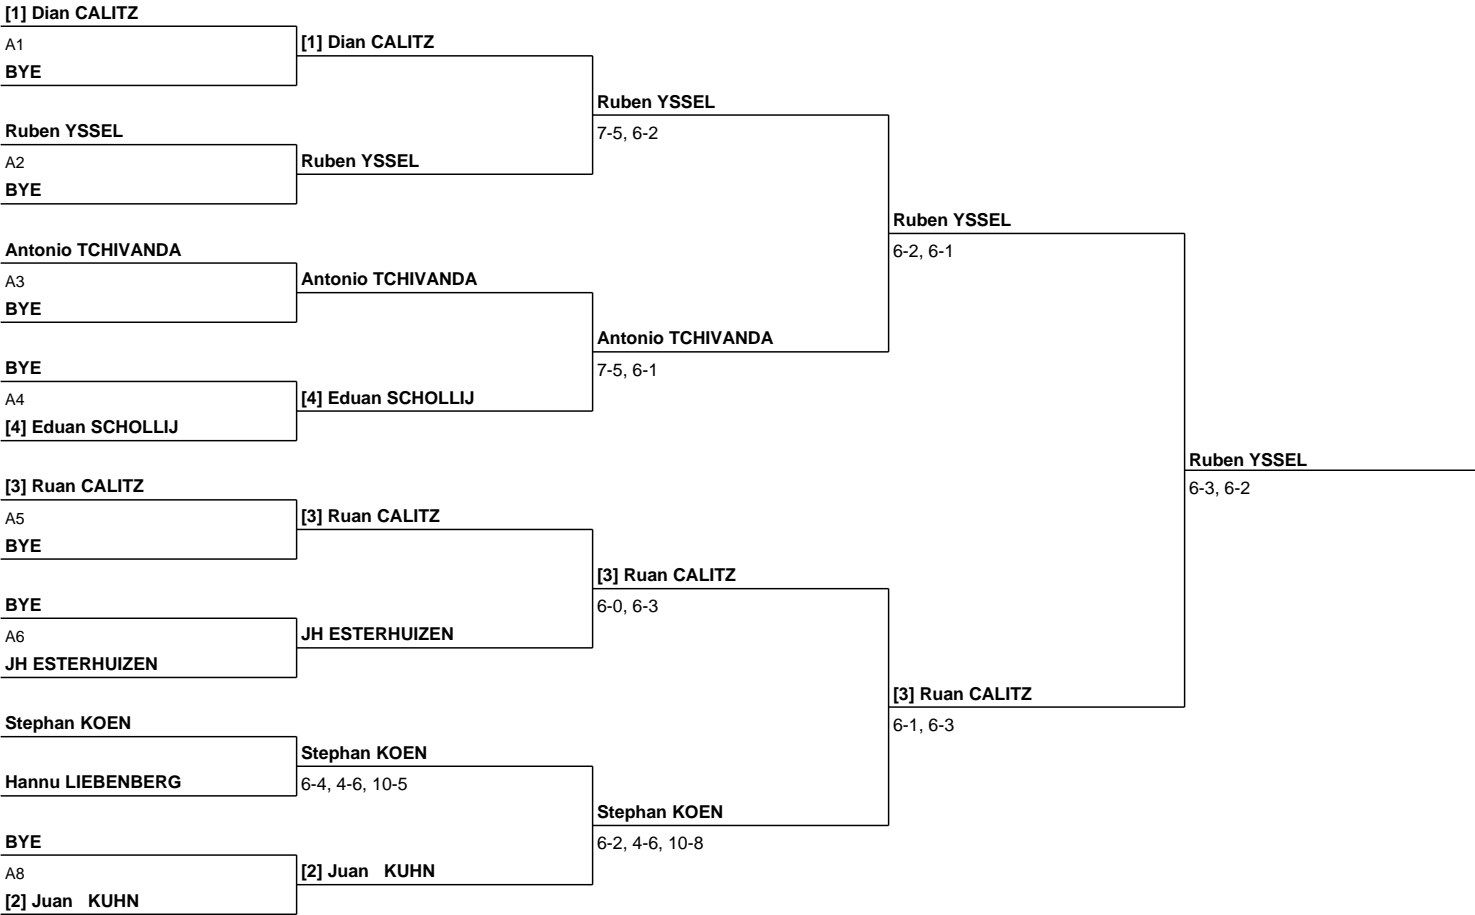 [1] Dian CALITZ
A1
BYE
Ruben YSSEL
A2
BYE
Antonio TCHIVANDA
A3
BYE
BYE
A4
[4] Eduan SCHOLLIJ
[3] Ruan CALITZ
A5
BYE
BYE
A6
JH ESTERHUIZEN
Stephan KOEN
Hannu LIEBENBERG
BYE
A8
[2] Juan KUHN
[1] Dian CALITZ
Ruben YSSEL
Antonio TCHIVANDA
[4] Eduan SCHOLLIJ
[3] Ruan CALITZ
JH ESTERHUIZEN
Stephan KOEN
6-4, 4-6, 10-5
[2] Juan KUHN
Ruben YSSEL
7-5, 6-2
Antonio TCHIVANDA
7-5, 6-1
[3] Ruan CALITZ
6-0, 6-3
Stephan KOEN
6-2, 4-6, 10-8
Ruben YSSEL
6-2, 6-1
[3] Ruan CALITZ
6-1, 6-3
Ruben YSSEL
6-3, 6-2